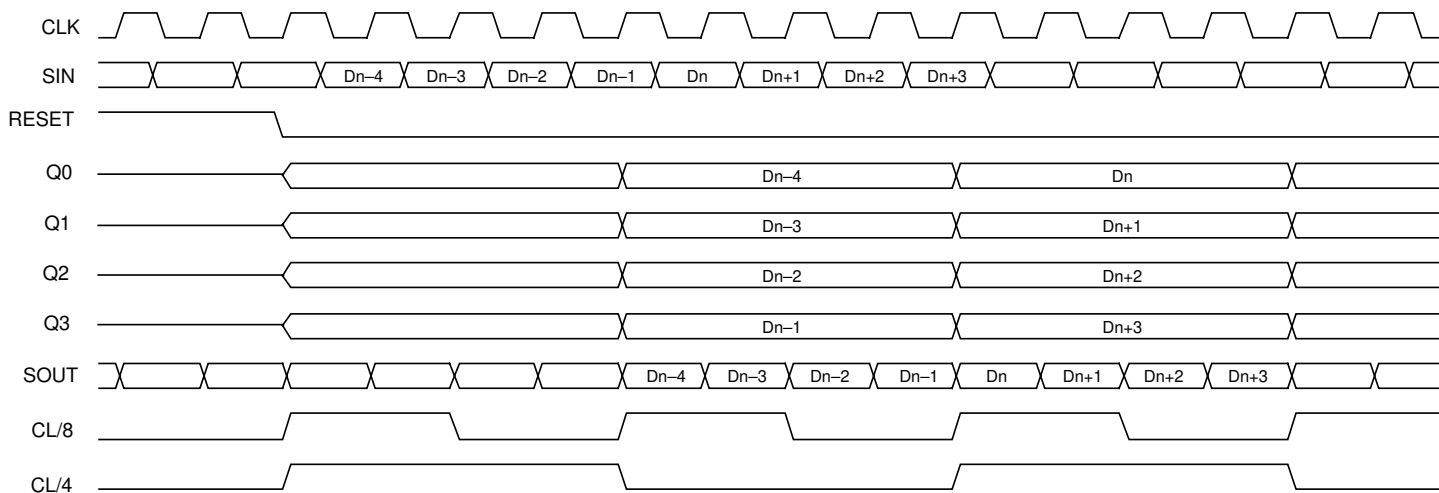 CLK
SIN Dn–4 Dn–3 Dn–2 Dn–1 Dn Dn+1 Dn+2 Dn+3
RESET
Q0 Dn–4 Dn
Q1 Dn–3 Dn+1
Q2 Dn–2 Dn+2
Q3 Dn–1 Dn+3
SOUT Dn–4 Dn–3 Dn–2 Dn–1 Dn Dn+1 Dn+2 Dn+3
CL/8
CL/4